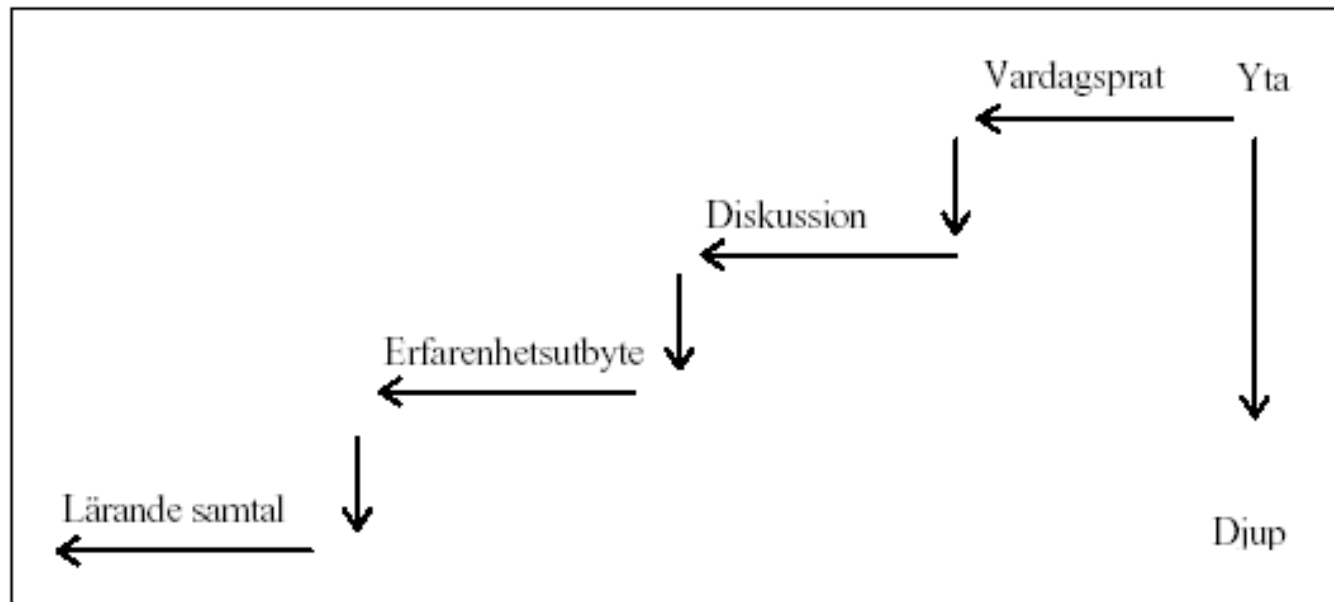 Vardagsprat Yta
Diskussion
Erfarenhetsutbyte
Lärande samtal
Djup